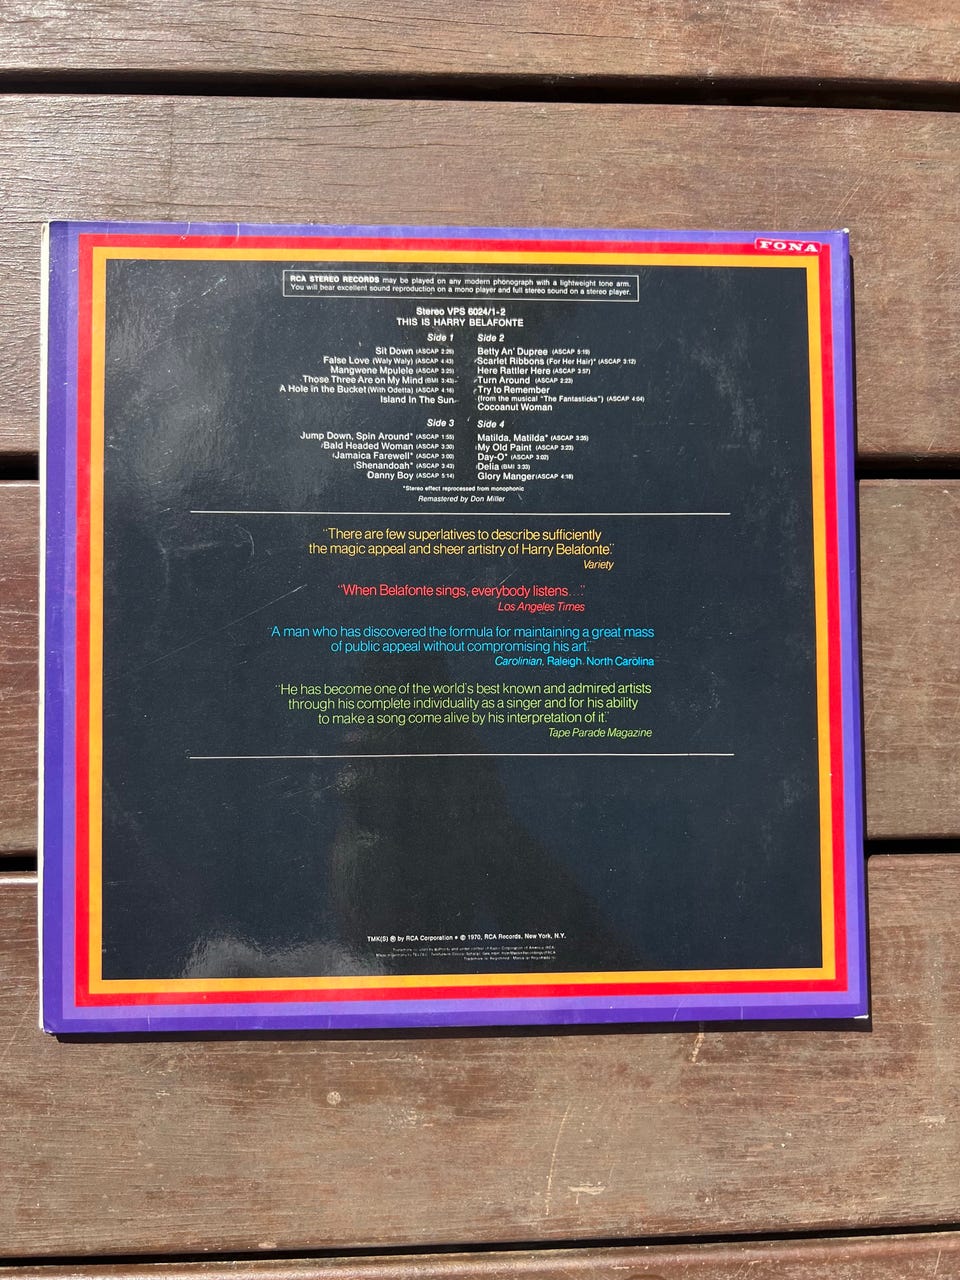 FONA
RCA STEREO RECORDS may be played on any modern phonograph with a lightweight tone arm.
You will hear excellent sound reproduction on a mono player and full stereo sound on a stereo player.
Stereo VPS 6024/1-2
THIS IS HARRY BELAFONTE
Side 1
Sit Down (ASCAP 2:26)
False Love (Waly Waly) (ASCAP 4:43)
Mangwene Mpulele (ASCAP 3:25)
Those Three Are on My Mind (BMI 3:43)
A Hole in the Bucket (With Odetta) (ASCAP 4:16)
Island In The Sun
Side 2
Betty An' Dupree (ASCAP 5:19)
Scarlet Ribbons (For Her Hair)* (ASCAP 3:12)
Here Rattler Here (ASCAP 3:57)
Turn Around (ASCAP 2:23)
Try to Remember
(from the musical "The Fantasticks") (ASCAP 4:04)
Cocoanut Woman
Side 3
Jump Down, Spin Around* (ASCAP 1:55)
Bald Headed Woman (ASCAP 3:30)
Jamaica Farewell* (ASCAP 3:00)
Shenandoah* (ASCAP 3:43)
Danny Boy (ASCAP 5:14)
Side 4
Matilda, Matilda* (ASCAP 3:35)
My Old Paint (ASCAP 3:23)
Day-O* (ASCAP 3:02)
Delia (BMI 3:33)
Glory Manger (ASCAP 4:18)
*Stereo effect reprocessed from monophonic
Remastered by Don Miller
"There are few superlatives to describe sufficiently
the magic appeal and sheer artistry of Harry Belafonte."
Variety
"When Belafonte sings, everybody listens...."
Los Angeles Times
"A man who has discovered the formula for maintaining a great mass
of public appeal without compromising his art."
Carolinian, Raleigh, North Carolina
"He has become one of the world's best known and admired artists
through his complete individuality as a singer and for his ability
to make a song come alive by his interpretation of it."
Tape Parade Magazine
TMK(S) ® by RCA Corporation • © 1970, RCA Records, New York, N.Y.